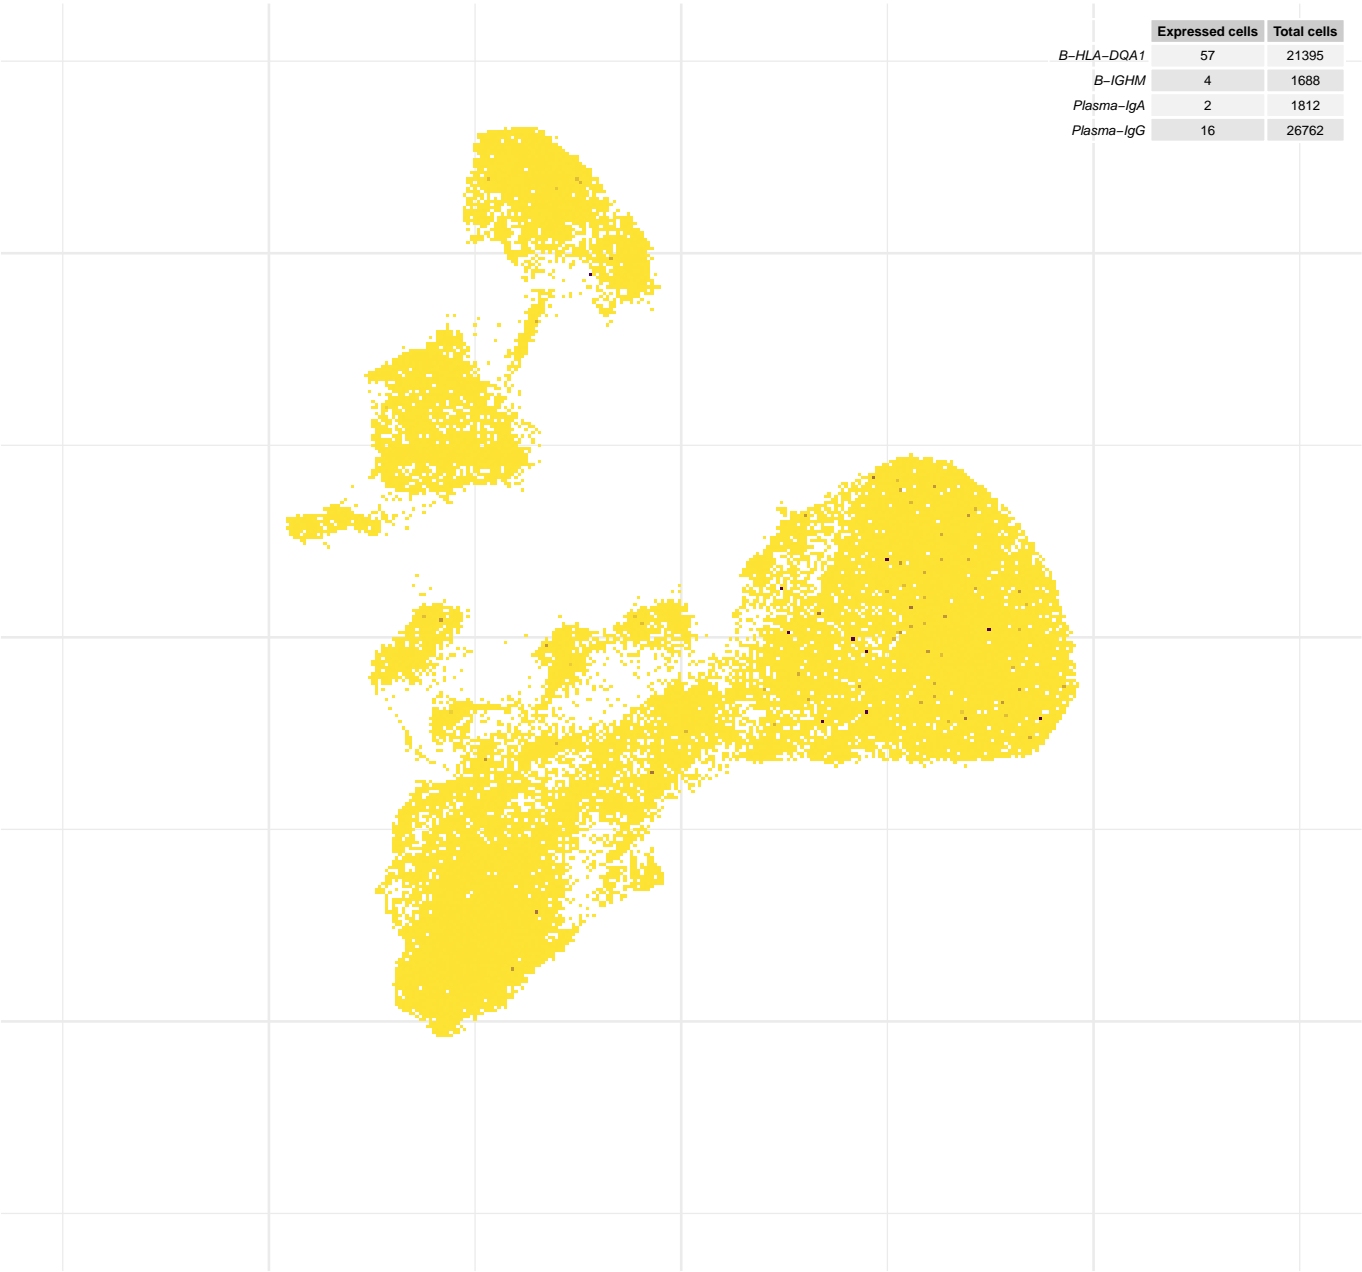 Expressed cells Total cells
B−HLA−DQA1 57 21395
B−IGHM 4 1688
Plasma−IgA 2 1812
Plasma−IgG 16 26762